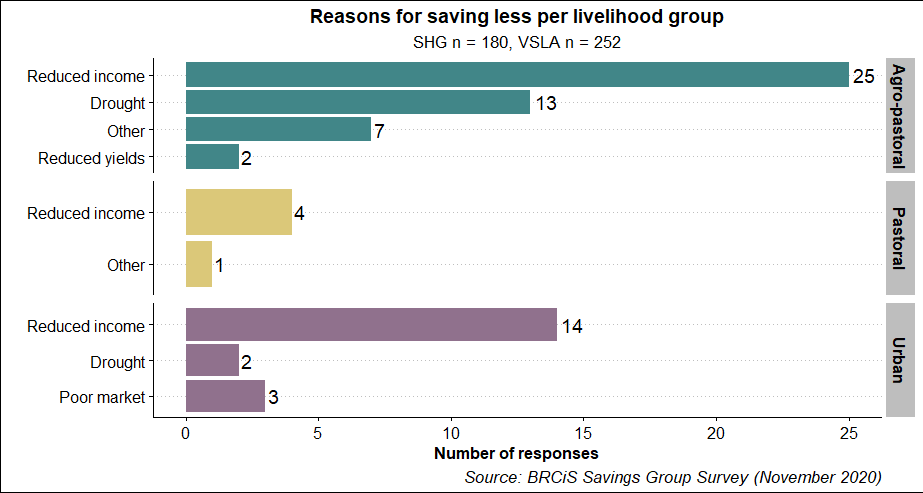 Reasons for saving less per livelihood group
SHG n = 180, VSLA n = 252
Agro-pastoral
Reduced income 25
Drought 13
Other 7
Reduced yields 2
Pastoral
Reduced income 4
Other 1
Urban
Reduced income 14
Drought 2
Poor market 3
0 5 10 15 20 25
Number of responses
Source: BRCiS Savings Group Survey (November 2020)